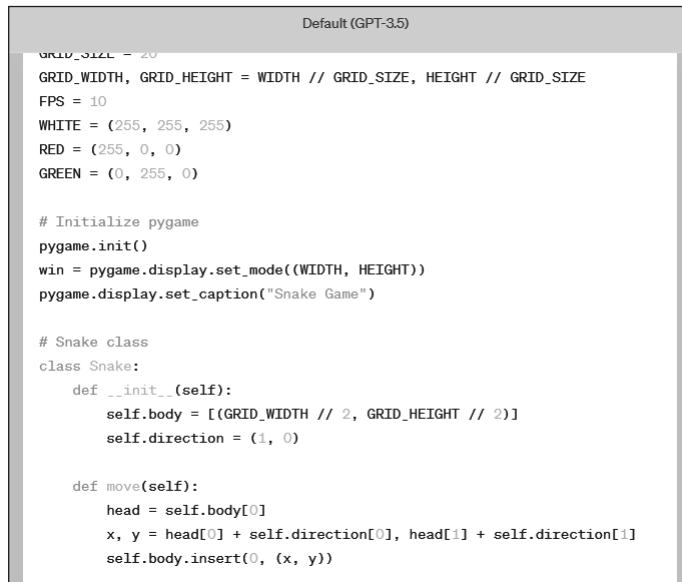 Default (GPT-3.5)
GRID_SIZE = 20
GRID_WIDTH, GRID_HEIGHT = WIDTH // GRID_SIZE, HEIGHT // GRID_SIZE
FPS = 10
WHITE = (255, 255, 255)
RED = (255, 0, 0)
GREEN = (0, 255, 0)
# Initialize pygame
pygame.init()
win = pygame.display.set_mode((WIDTH, HEIGHT))
pygame.display.set_caption("Snake Game")
# Snake class
class Snake:
    def __init__(self):
        self.body = [(GRID_WIDTH // 2, GRID_HEIGHT // 2)]
        self.direction = (1, 0)
    def move(self):
        head = self.body[0]
        x, y = head[0] + self.direction[0], head[1] + self.direction[1]
        self.body.insert(0, (x, y))